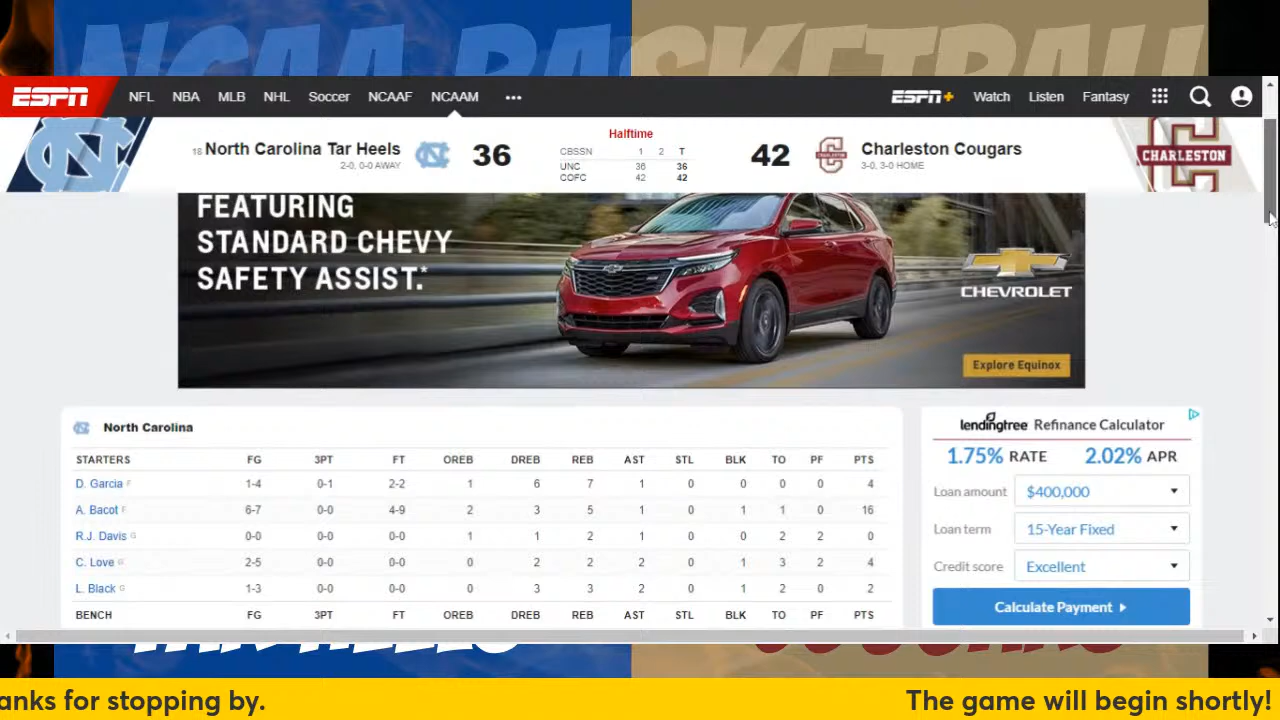 NCAA BASKETBALL
ESPN NFL NBA MLB NHL Soccer NCAAF NCAAM ••• ESPN+ Watch Listen Fantasy
Halftime
18 North Carolina Tar Heels 36 CBSSN 1 2 T 42 Charleston Cougars CHARLESTON
2-0, 0-0 AWAY UNC 36 36 3-0, 3-0 HOME
COFC 42 42
FEATURING
STANDARD CHEVY
SAFETY ASSIST.*
CHEVROLET
Explore Equinox
North Carolina
STARTERS FG 3PT FT OREB DREB REB AST STL BLK TO PF PTS
D. Garcia F 1-4 0-1 2-2 1 6 7 1 0 0 0 0 4
A. Bacot F 6-7 0-0 4-9 2 3 5 1 0 1 1 0 16
R.J. Davis G 0-0 0-0 0-0 1 1 2 1 0 0 2 2 0
C. Love G 2-5 0-0 0-0 0 2 2 2 0 1 3 2 4
L. Black G 1-3 0-0 0-0 0 3 3 2 0 1 2 0 2
BENCH FG 3PT FT OREB DREB REB AST STL BLK TO PF PTS
lendingtree Refinance Calculator
1.75% RATE 2.02% APR
Loan amount $400,000
Loan term 15-Year Fixed
Credit score Excellent
Calculate Payment
TAR HEELS COUGARS
anks for stopping by. The game will begin shortly!